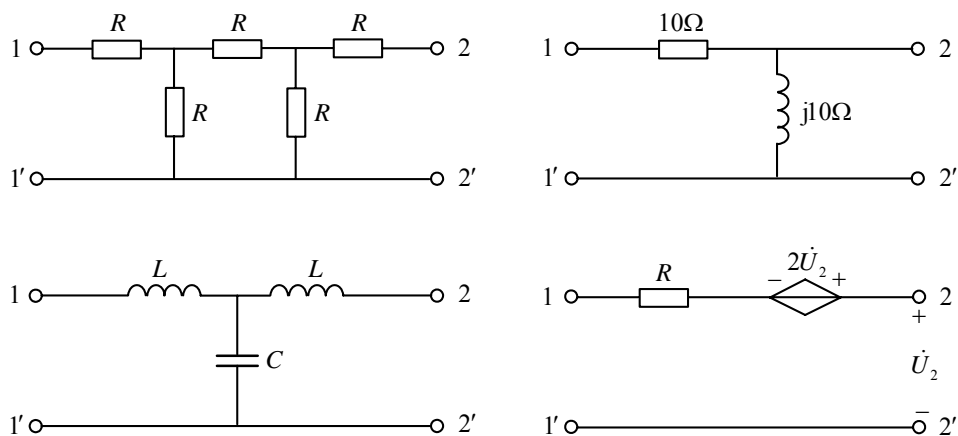 R R R
1 2
R R
1′ 2′
10Ω
1 2
j10Ω
1′ 2′
L L
1 2
C
1′ 2′
R − 2U̇₂ +
1 2
+
U̇₂
−
1′ 2′